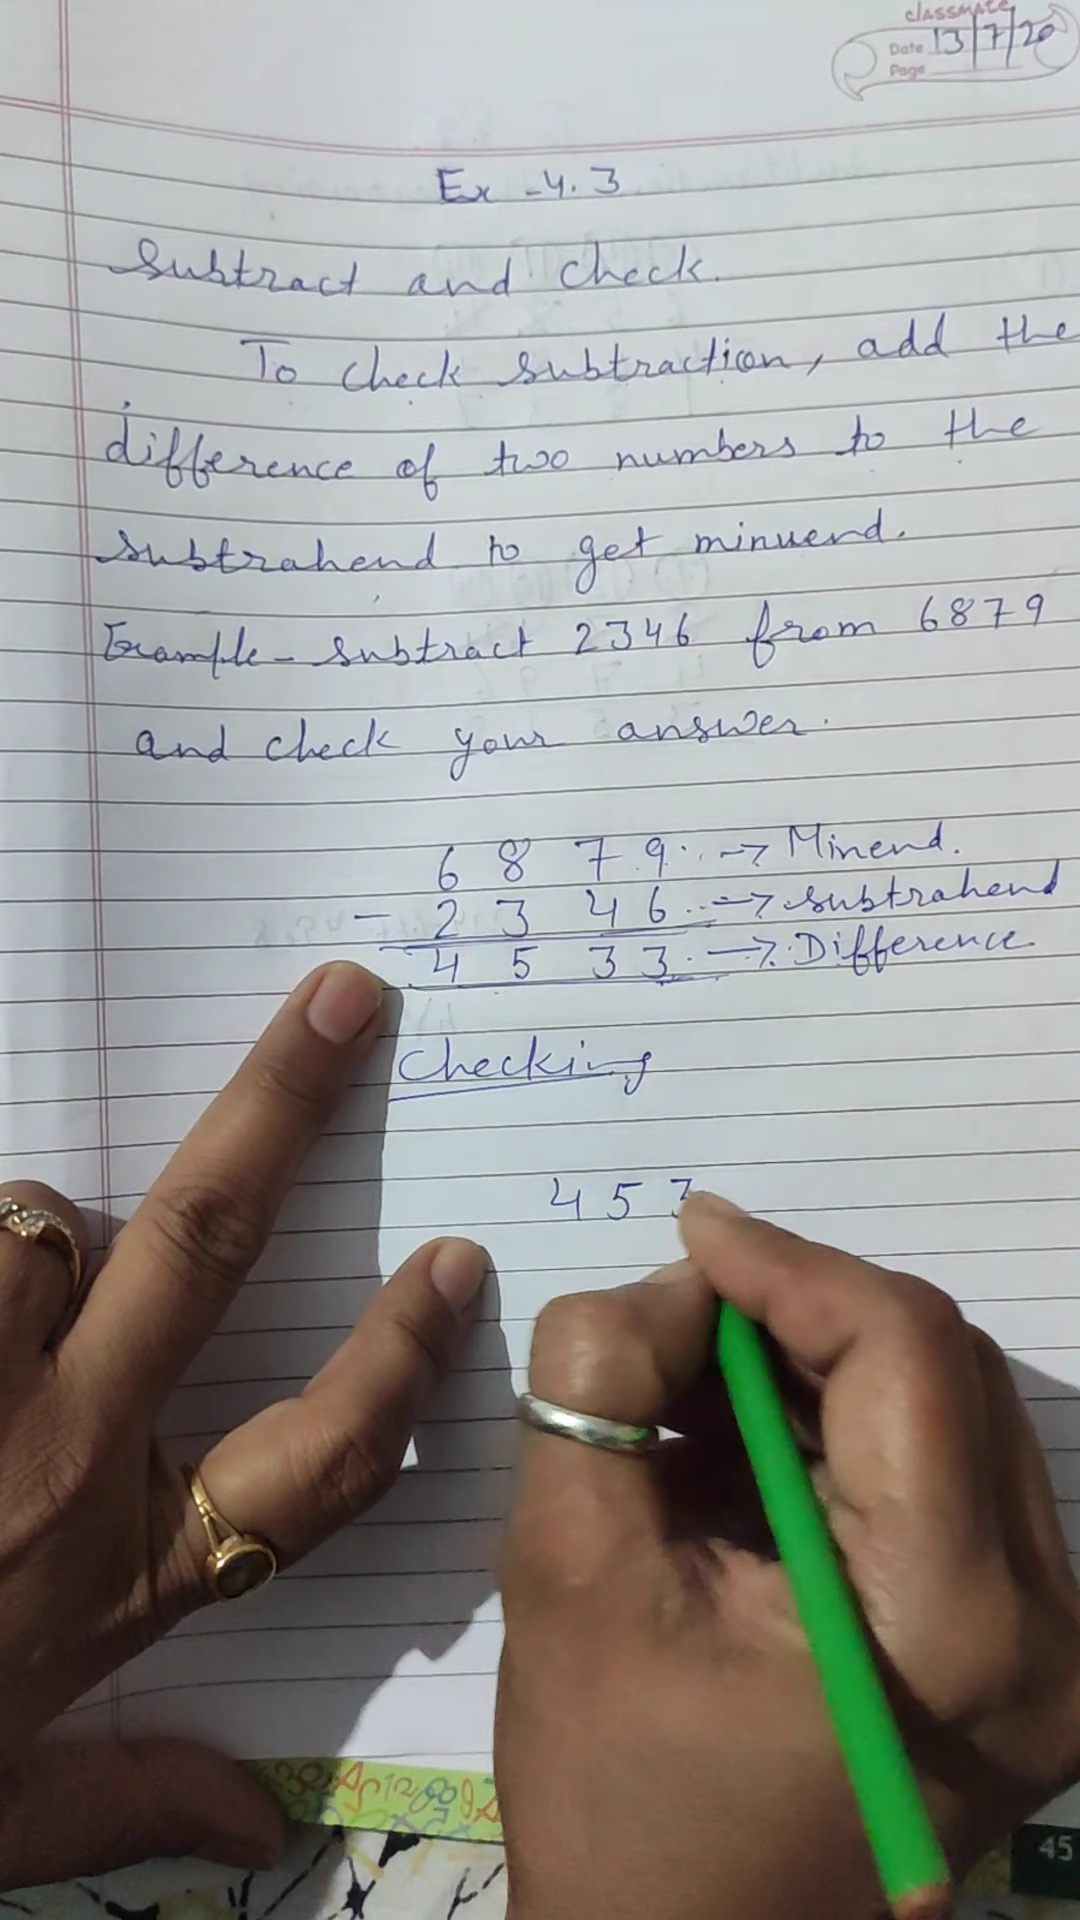 classmate
Date 13/7/20
Page
Ex - 4.3
Subtract and check.
To check subtraction, add the
difference of two numbers to the
subtrahend to get minuend.
Example - subtract 2346 from 6879
and check your answer.
6 8 7 9 → Minend.
- 2 3 4 6 → subtrahend
4 5 3 3 → Difference.
Checking
4 5 3
45